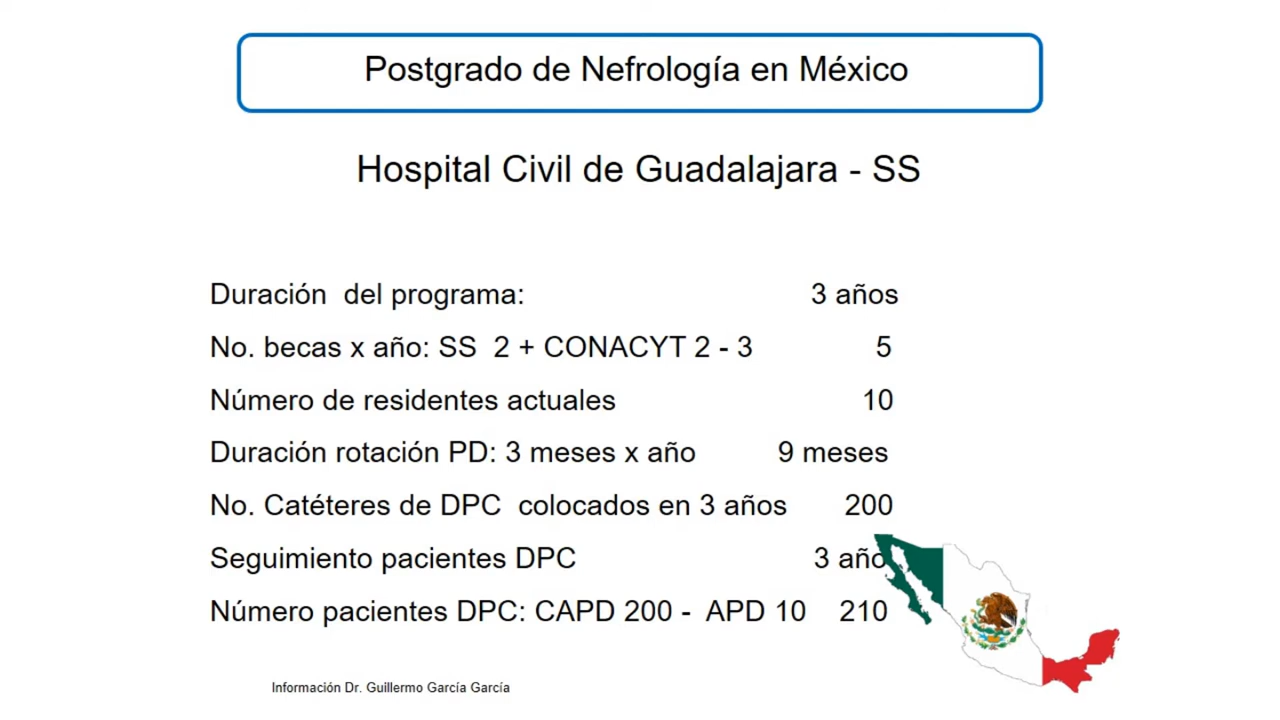 Postgrado de Nefrología en México
Hospital Civil de Guadalajara - SS
Duración del programa: 3 años
No. becas x año: SS 2 + CONACYT 2 - 3 5
Número de residentes actuales 10
Duración rotación PD: 3 meses x año 9 meses
No. Catéteres de DPC colocados en 3 años 200
Seguimiento pacientes DPC 3 año
Número pacientes DPC: CAPD 200 - APD 10 210
Información Dr. Guillermo García García